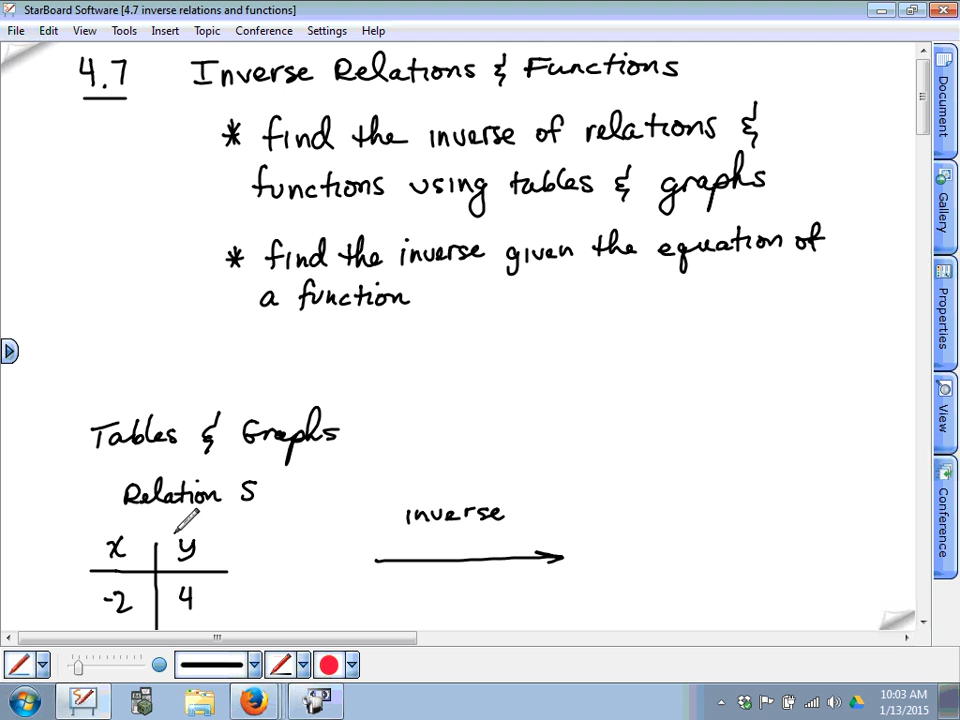 StarBoard Software [4.7 inverse relations and functions]
File Edit View Tools Insert Topic Conference Settings Help
4.7 Inverse Relations & Functions
* find the inverse of relations &
functions using tables & graphs
* find the inverse given the equation of
a function
Tables & Graphs
Relation S
inverse
x y
-2 4
Document
Gallery
Properties
View
Conference
10:03 AM
1/13/2015